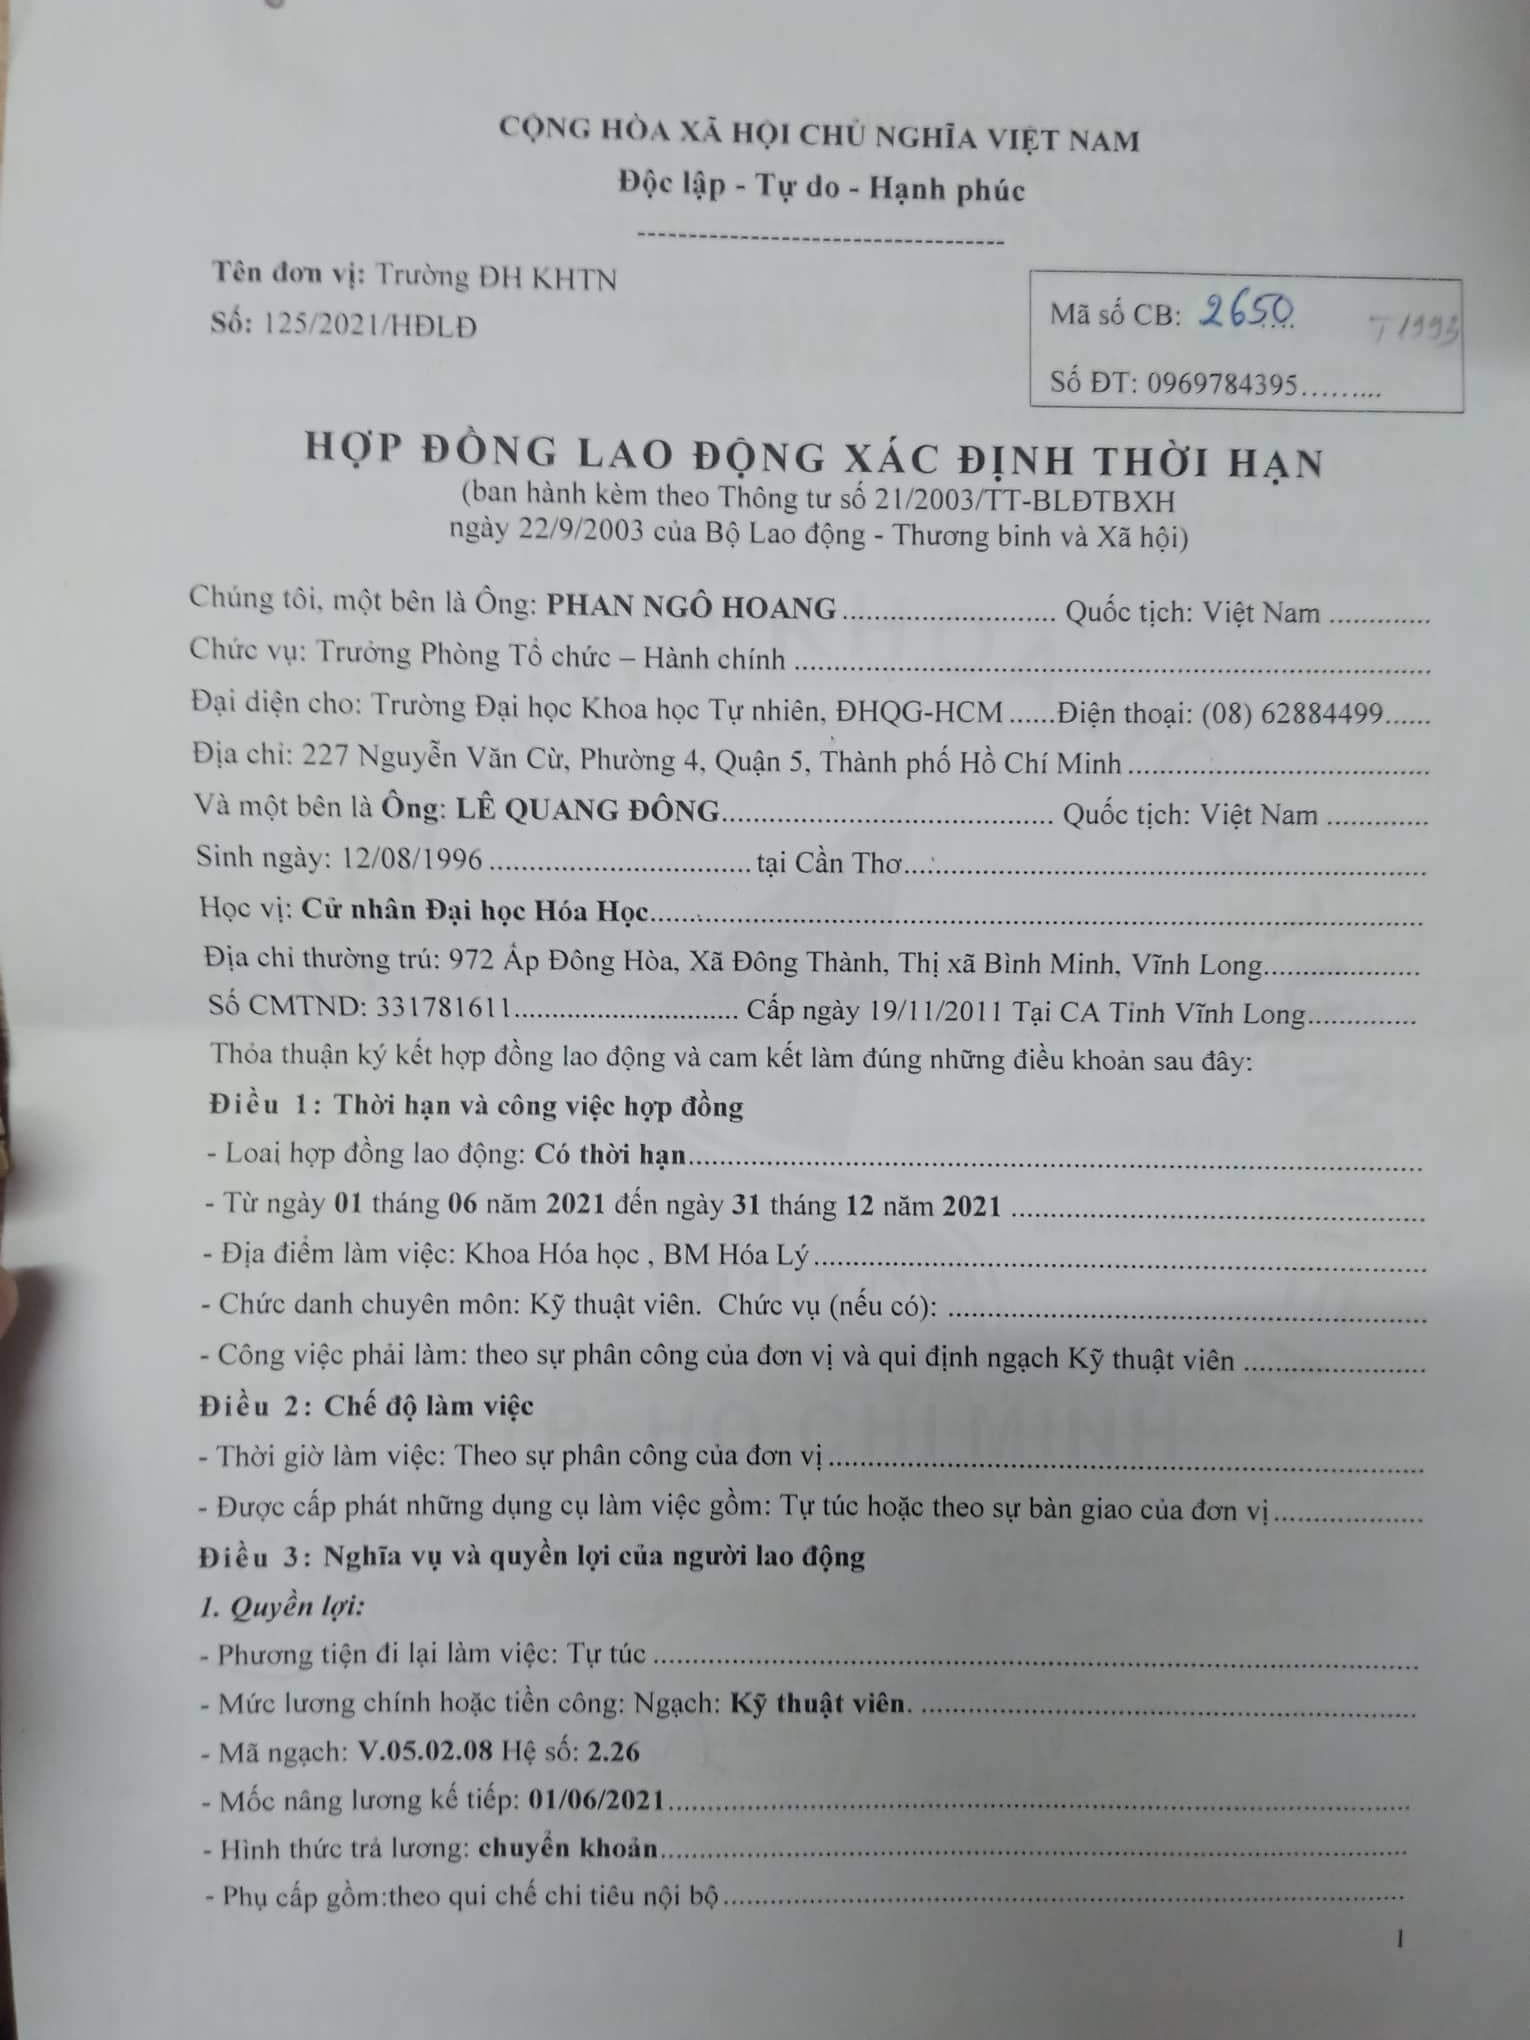 CỘNG HÒA XÃ HỘI CHỦ NGHĨA VIỆT NAM
Độc lập - Tự do - Hạnh phúc
------------------------------------
Tên đơn vị: Trường ĐH KHTN
Số: 125/2021/HĐLĐ
Mã số CB: 2650 T1993
Số ĐT: 0969784395.........
HỢP ĐỒNG LAO ĐỘNG XÁC ĐỊNH THỜI HẠN
(ban hành kèm theo Thông tư số 21/2003/TT-BLĐTBXH
ngày 22/9/2003 của Bộ Lao động - Thương binh và Xã hội)
Chúng tôi, một bên là Ông: PHAN NGÔ HOANG ............................ Quốc tịch: Việt Nam .............
Chức vụ: Trưởng Phòng Tổ chức – Hành chính ....................................................................................
Đại diện cho: Trường Đại học Khoa học Tự nhiên, ĐHQG-HCM ......Điện thoại: (08) 62884499......
Địa chỉ: 227 Nguyễn Văn Cừ, Phường 4, Quận 5, Thành phố Hồ Chí Minh .......................................
Và một bên là Ông: LÊ QUANG ĐÔNG............................................ Quốc tịch: Việt Nam .............
Sinh ngày: 12/08/1996 .................................. tại Cần Thơ....................................................................
Học vị: Cử nhân Đại học Hóa Học.....................................................................................................
Địa chỉ thường trú: 972 Ấp Đông Hòa, Xã Đông Thành, Thị xã Bình Minh, Vĩnh Long....................
Số CMTND: 331781611............................. Cấp ngày 19/11/2011 Tại CA Tỉnh Vĩnh Long..............
Thỏa thuận ký kết hợp đồng lao động và cam kết làm đúng những điều khoản sau đây:
Điều 1: Thời hạn và công việc hợp đồng
- Loại hợp đồng lao động: Có thời hạn................................................................................................
- Từ ngày 01 tháng 06 năm 2021 đến ngày 31 tháng 12 năm 2021 ......................................................
- Địa điểm làm việc: Khoa Hóa học , BM Hóa Lý................................................................................
- Chức danh chuyên môn: Kỹ thuật viên. Chức vụ (nếu có): ...............................................................
- Công việc phải làm: theo sự phân công của đơn vị và qui định ngạch Kỹ thuật viên ........................
Điều 2: Chế độ làm việc
- Thời giờ làm việc: Theo sự phân công của đơn vị..............................................................................
- Được cấp phát những dụng cụ làm việc gồm: Tự túc hoặc theo sự bàn giao của đơn vị...................
Điều 3: Nghĩa vụ và quyền lợi của người lao động
1. Quyền lợi:
- Phương tiện đi lại làm việc: Tự túc ....................................................................................................
- Mức lương chính hoặc tiền công: Ngạch: Kỹ thuật viên. .................................................................
- Mã ngạch: V.05.02.08 Hệ số: 2.26
- Mốc nâng lương kế tiếp: 01/06/2021.................................................................................................
- Hình thức trả lương: chuyển khoản..................................................................................................
- Phụ cấp gồm:theo qui chế chi tiêu nội bộ.........................................................................................
1